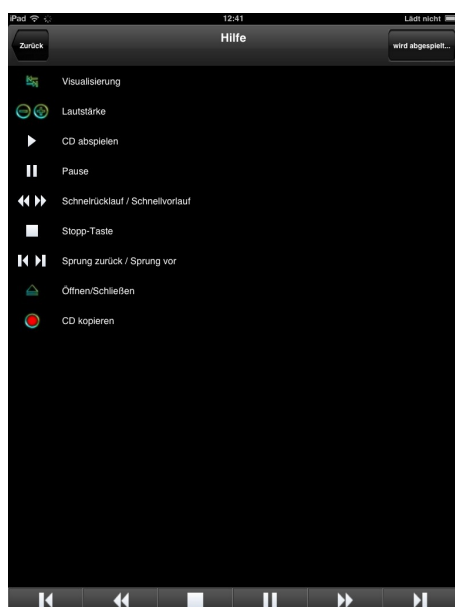 iPad 12:41 Lädt nicht
Zurück Hilfe wird abgespielt...
Visualisierung
Lautstärke
CD abspielen
Pause
Schnelrücklauf / Schnellvorlauf
Stopp-Taste
Sprung zurück / Sprung vor
Öffnen/Schließen
CD kopieren